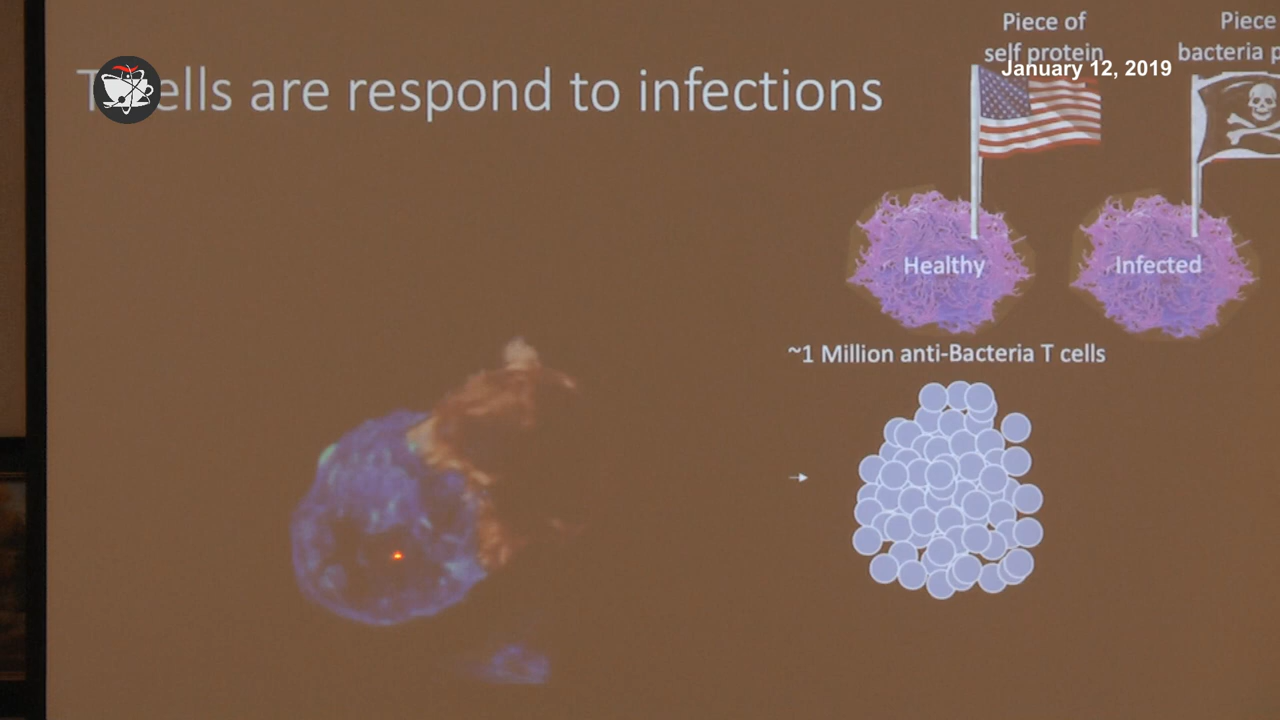 T cells are respond to infections
Piece of
self protein
Piece
bacteria p
January 12, 2019
Healthy
Infected
~1 Million anti-Bacteria T cells